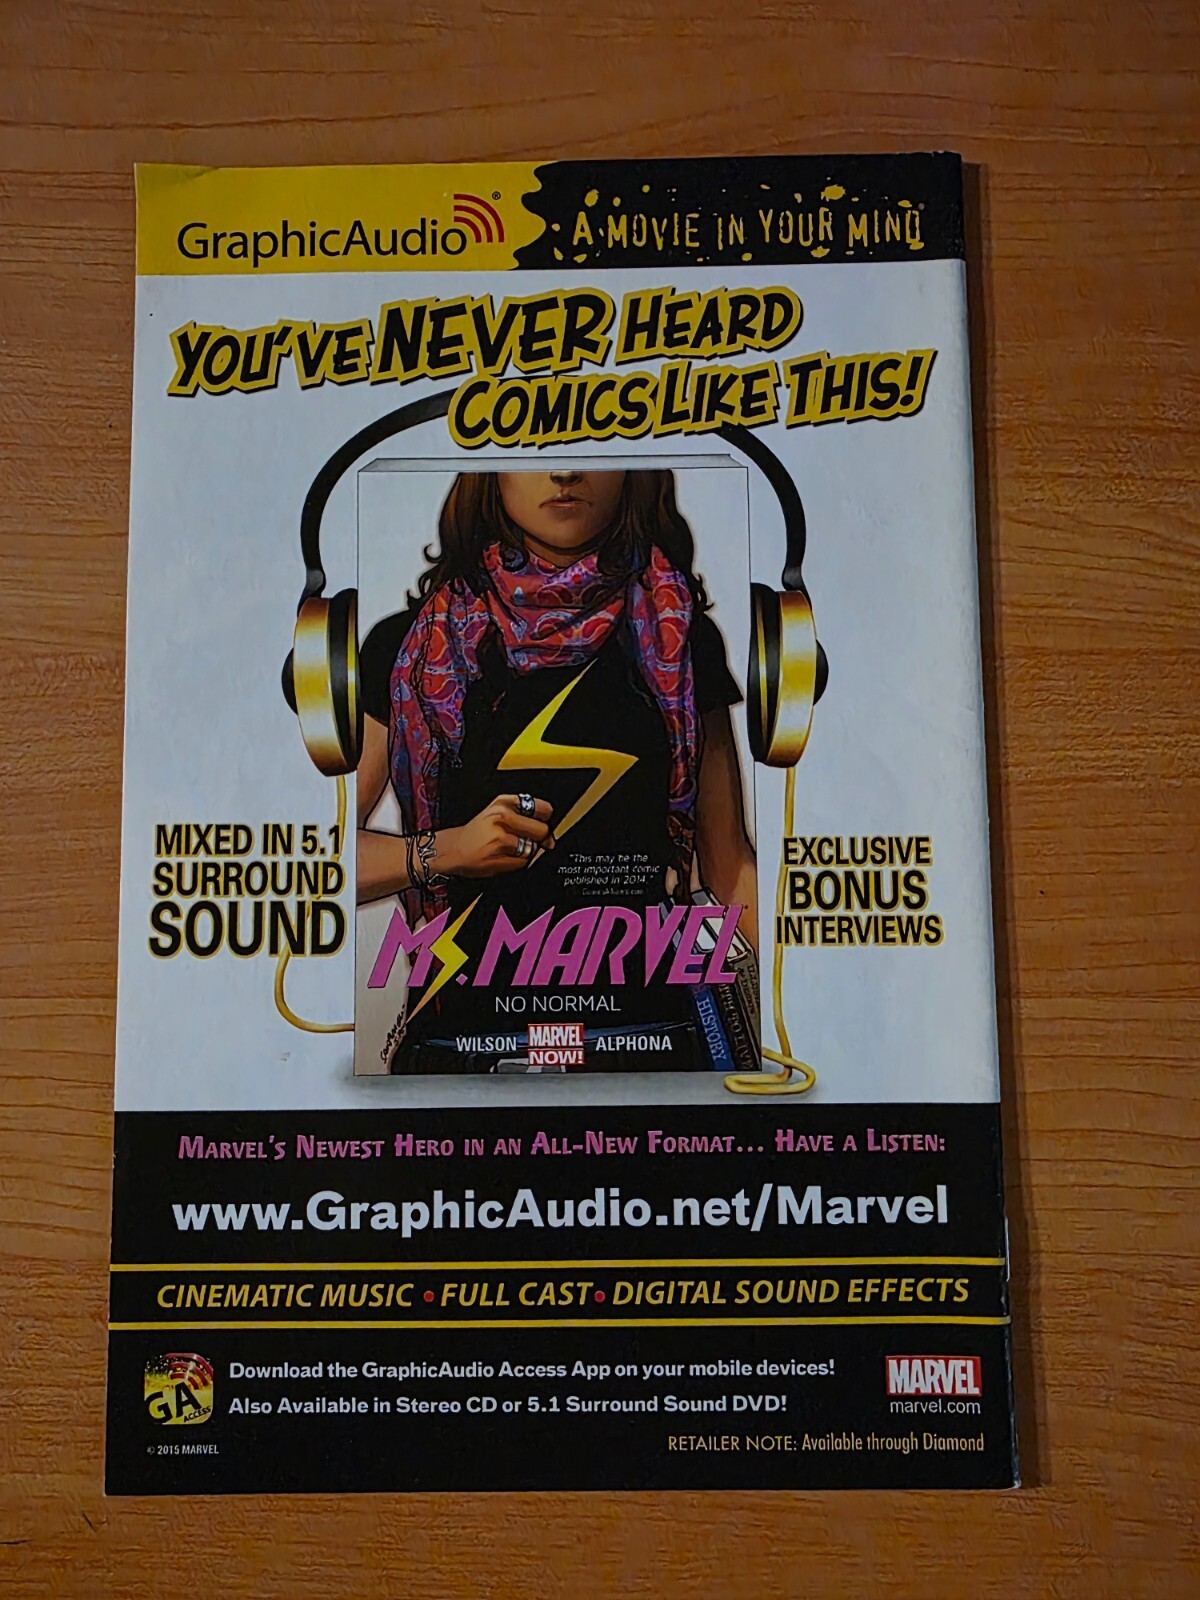 GraphicAudio®
A MOVIE IN YOUR MIND
YOU'VE NEVER HEARD
COMICS LIKE THIS!
MIXED IN 5.1
SURROUND
SOUND
EXCLUSIVE
BONUS
INTERVIEWS
"This may be the
most important comic
published in 2014."
MS. MARVEL
NO NORMAL
WILSON MARVEL NOW! ALPHONA
HISTORY
MARVEL'S NEWEST HERO IN AN ALL-NEW FORMAT... HAVE A LISTEN:
www.GraphicAudio.net/Marvel
CINEMATIC MUSIC • FULL CAST • DIGITAL SOUND EFFECTS
GA
ACCESS
Download the GraphicAudio Access App on your mobile devices!
Also Available in Stereo CD or 5.1 Surround Sound DVD!
MARVEL
marvel.com
© 2015 MARVEL
RETAILER NOTE: Available through Diamond